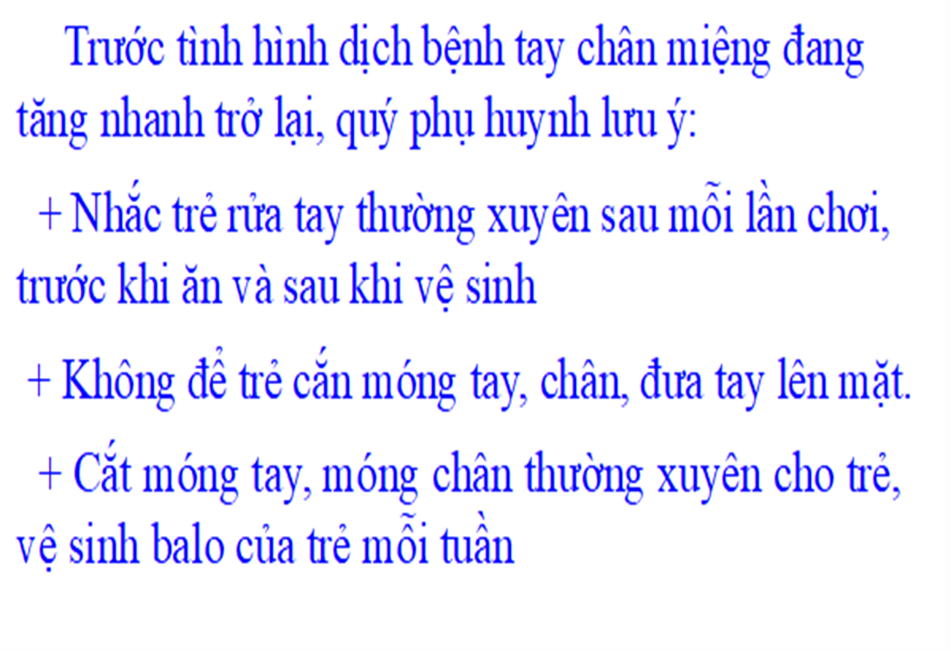 Trước tình hình dịch bệnh tay chân miệng đang
tăng nhanh trở lại, quý phụ huynh lưu ý:
+ Nhắc trẻ rửa tay thường xuyên sau mỗi lần chơi,
trước khi ăn và sau khi vệ sinh
+ Không để trẻ cắn móng tay, chân, đưa tay lên mặt.
+ Cắt móng tay, móng chân thường xuyên cho trẻ,
vệ sinh balo của trẻ mỗi tuần